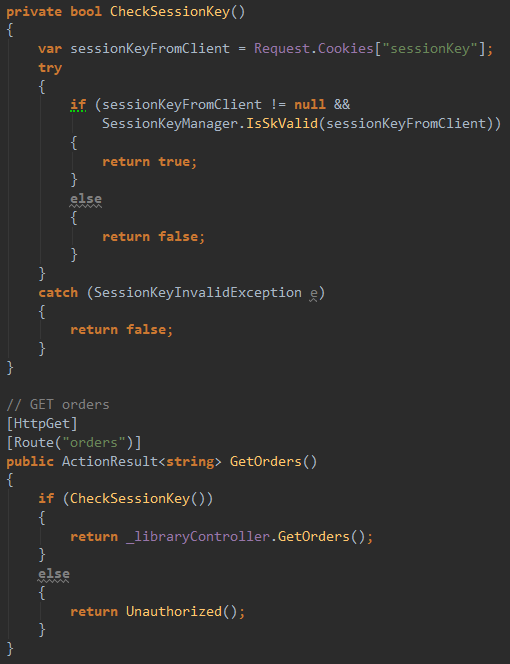 private bool CheckSessionKey()
{
    var sessionKeyFromClient = Request.Cookies["sessionKey"];
    try
    {
        if (sessionKeyFromClient != null &&
            SessionKeyManager.IsSkValid(sessionKeyFromClient))
        {
            return true;
        }
        else
        {
            return false;
        }
    }
    catch (SessionKeyInvalidException e)
    {
        return false;
    }
}

// GET orders
[HttpGet]
[Route("orders")]
public ActionResult<string> GetOrders()
{
    if (CheckSessionKey())
    {
        return _libraryController.GetOrders();
    }
    else
    {
        return Unauthorized();
    }
}